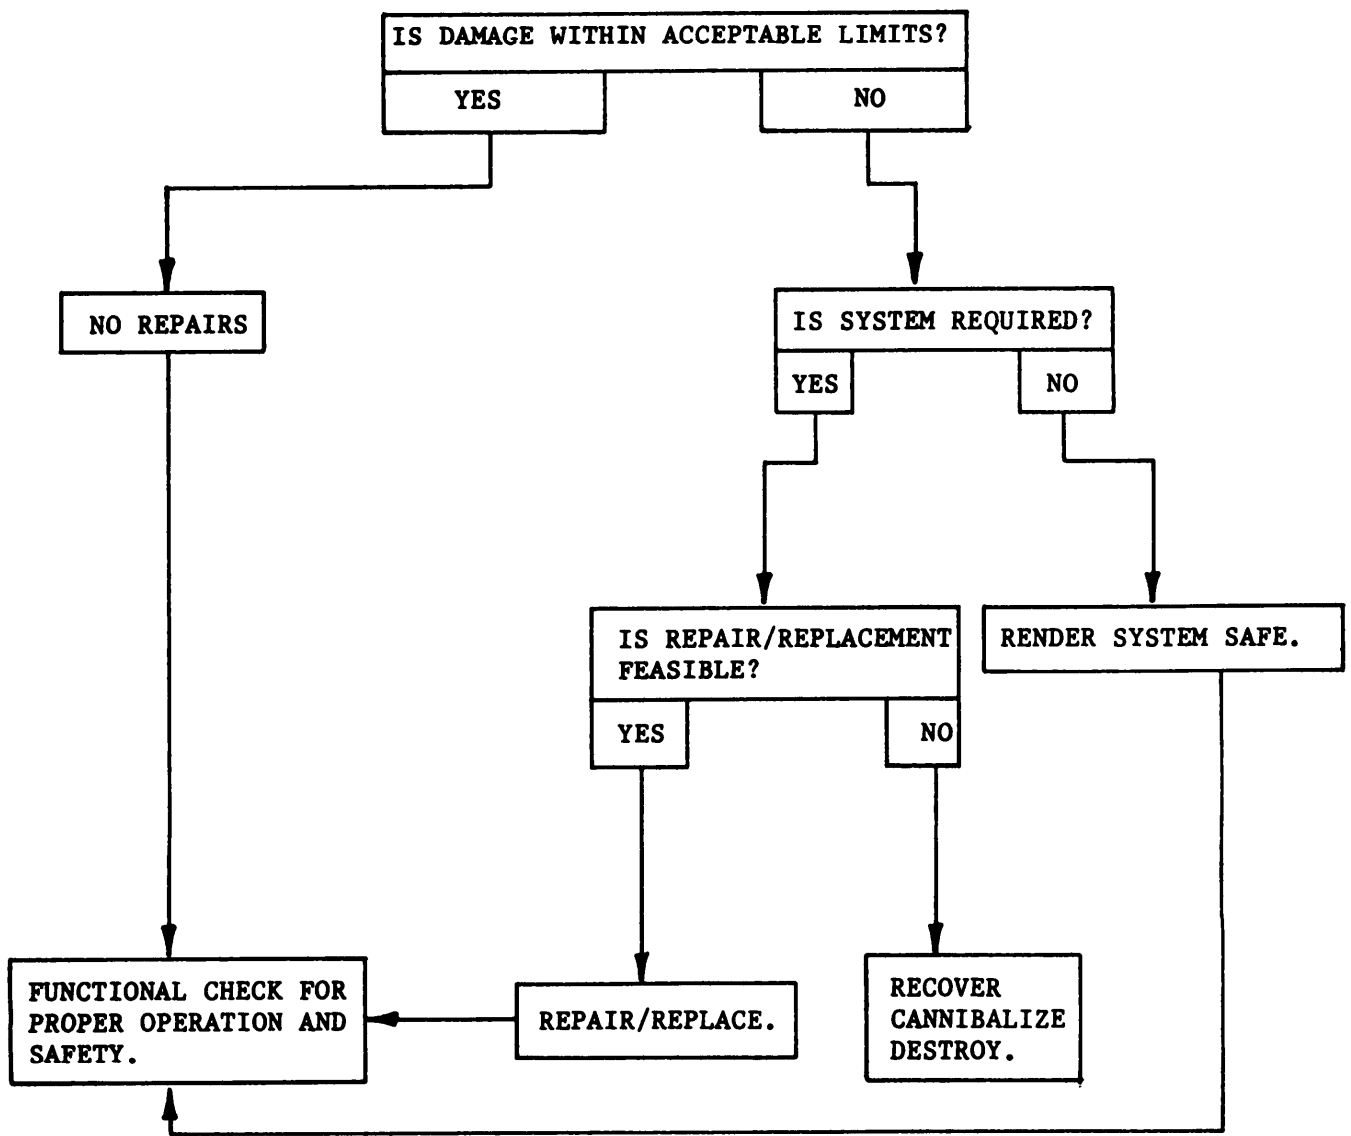 IS DAMAGE WITHIN ACCEPTABLE LIMITS?
YES
NO
NO REPAIRS
IS SYSTEM REQUIRED?
YES
NO
IS REPAIR/REPLACEMENT
FEASIBLE?
YES
NO
RENDER SYSTEM SAFE.
FUNCTIONAL CHECK FOR
PROPER OPERATION AND
SAFETY.
REPAIR/REPLACE.
RECOVER
CANNIBALIZE
DESTROY.